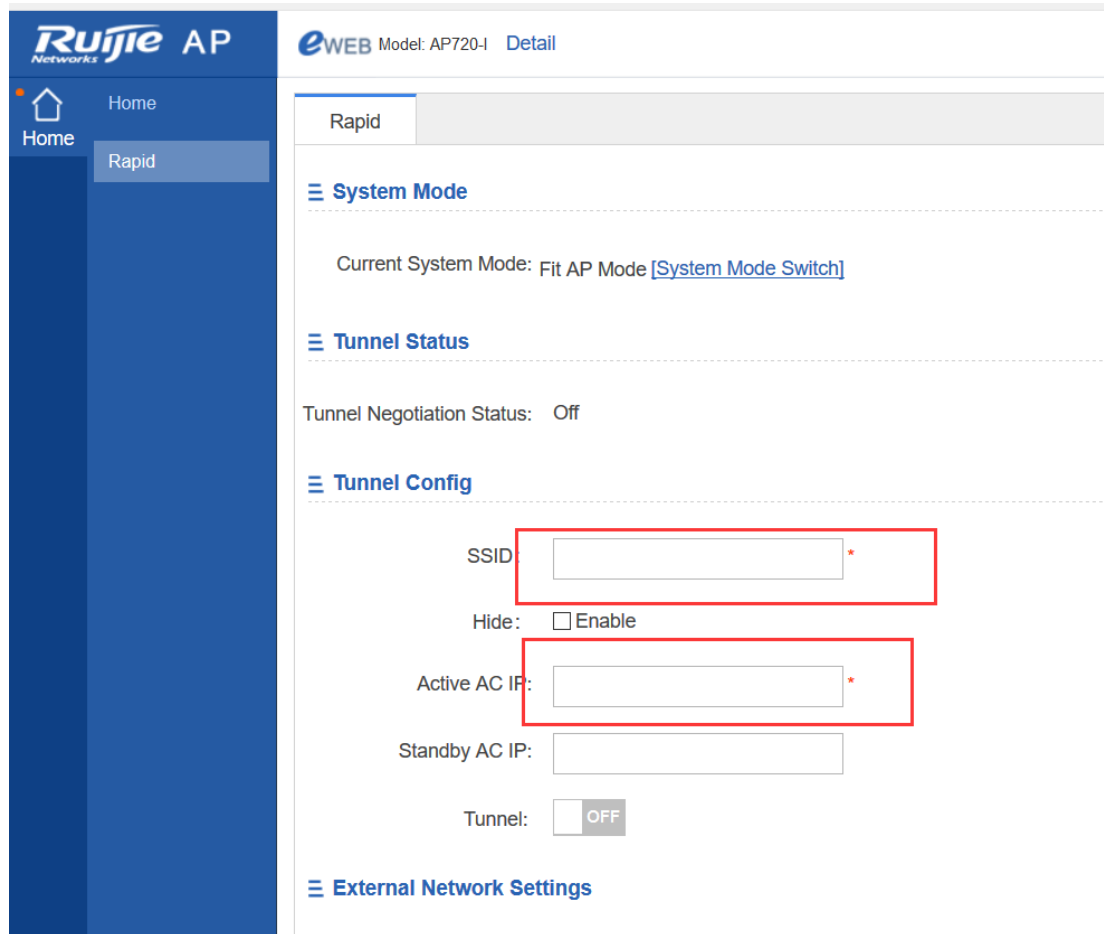 Ruijie AP
Networks
eWEB Model: AP720-I Detail
Home
Home
Rapid
Rapid
System Mode
Current System Mode: Fit AP Mode [System Mode Switch]
Tunnel Status
Tunnel Negotiation Status: Off
Tunnel Config
SSID: *
Hide: Enable
Active AC IP: *
Standby AC IP:
Tunnel: OFF
External Network Settings